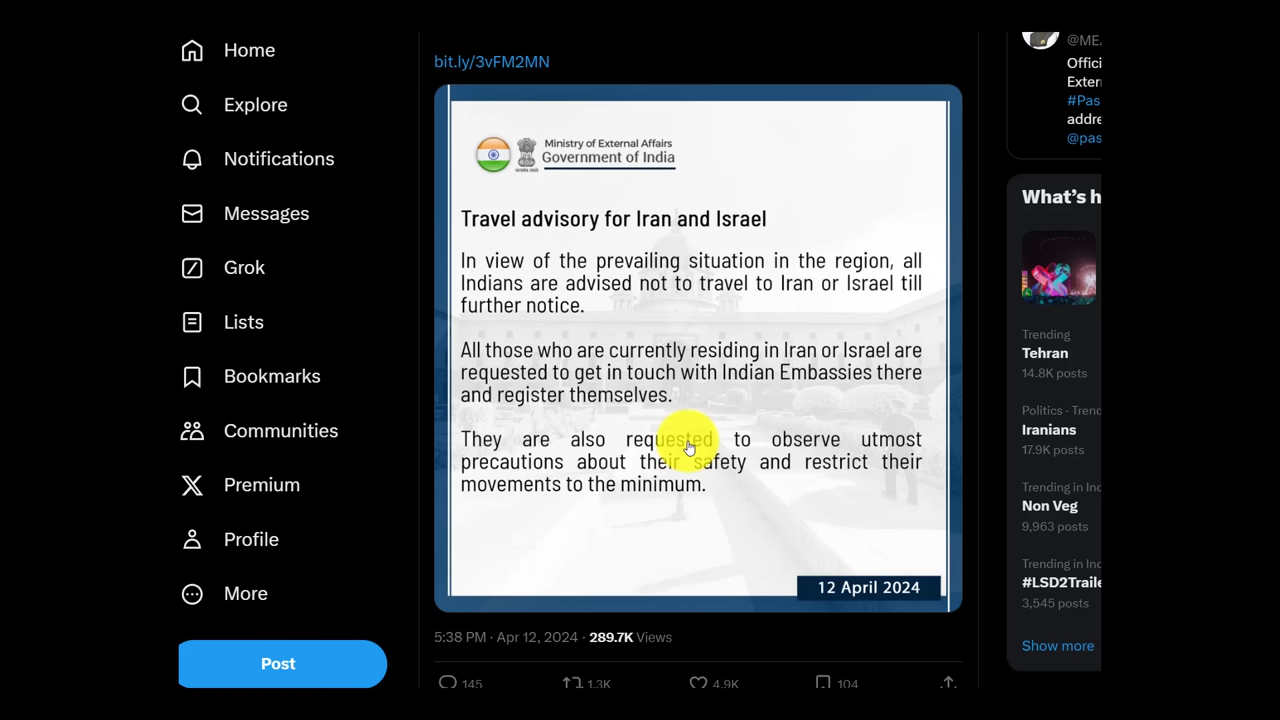 Home
Explore
Notifications
Messages
Grok
Lists
Bookmarks
Communities
Premium
Profile
More
Post
bit.ly/3vFM2MN
Ministry of External Affairs
Government of India
Travel advisory for Iran and Israel
In view of the prevailing situation in the region, all
Indians are advised not to travel to Iran or Israel till
further notice.
All those who are currently residing in Iran or Israel are
requested to get in touch with Indian Embassies there
and register themselves.
They are also requested to observe utmost
precautions about their safety and restrict their
movements to the minimum.
12 April 2024
5:38 PM · Apr 12, 2024 · 289.7K Views
145 1.3K 4.9K 104
@ME
Offici
Exter
#Pas
addre
@pas
What's h
Trending
Tehran
14.8K posts
Politics · Trenc
Iranians
17.9K posts
Trending in Inc
Non Veg
9,963 posts
Trending in Inc
#LSD2Traile
3,545 posts
Show more